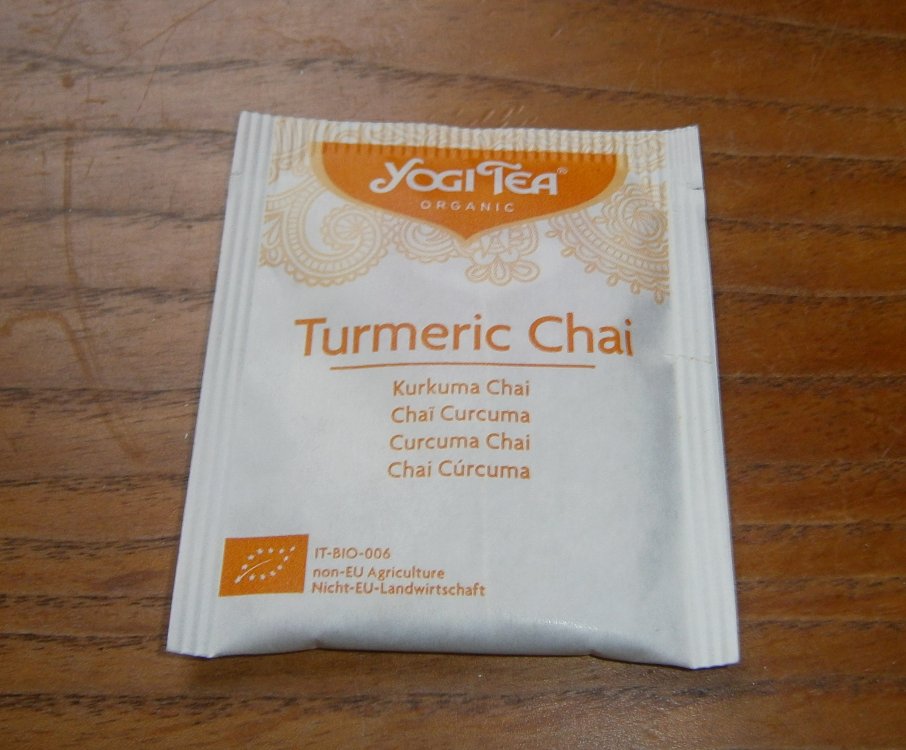 YOGI TEA®
ORGANIC
Turmeric Chai
Kurkuma Chai
Chaï Curcuma
Curcuma Chai
Chai Cúrcuma
IT-BIO-006
non-EU Agriculture
Nicht-EU-Landwirtschaft